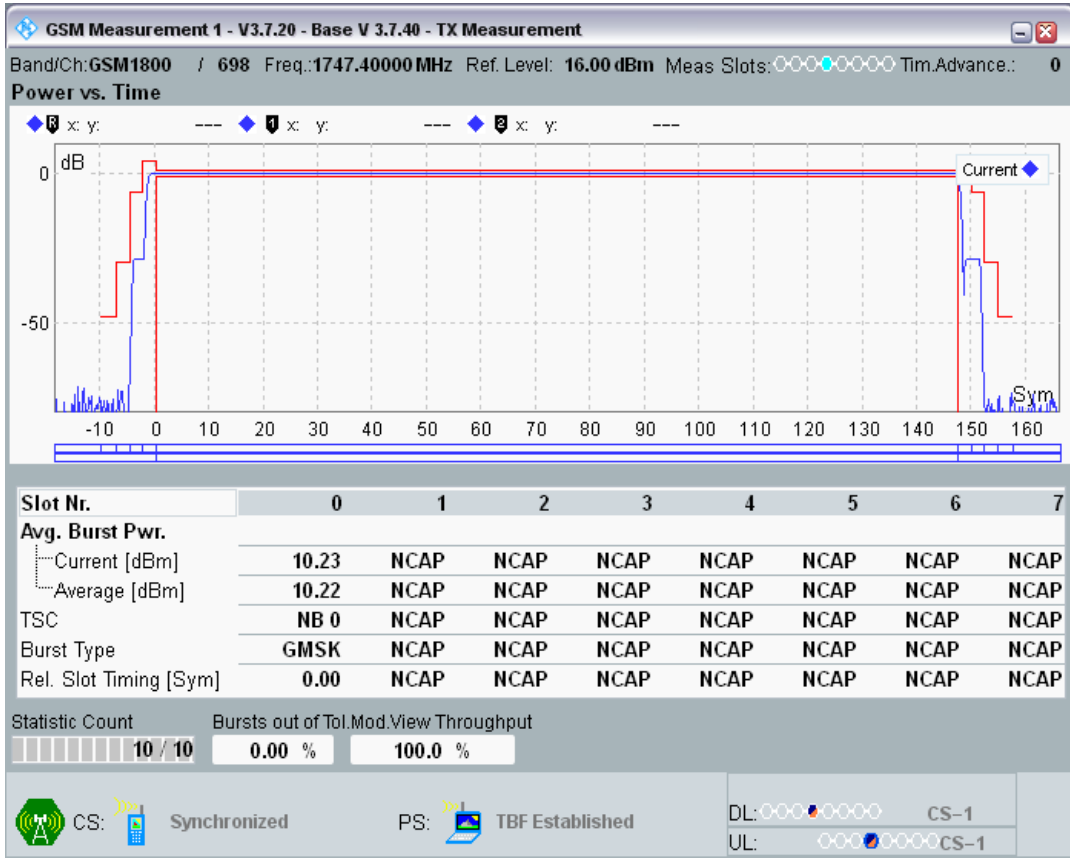 GSM Measurement 1 - V3.7.20 - Base V 3.7.40 - TX Measurement
Band/Ch:GSM1800 / 698 Freq.:1747.40000 MHz Ref. Level: 16.00 dBm Meas Slots: Tim.Advance.: 0
Power vs. Time
R x: y: --- 1 x: y: --- 2 x: y: ---
dB
Current
0
-50
Sym
-10 0 10 20 30 40 50 60 70 80 90 100 110 120 130 140 150 160
Slot Nr. 0 1 2 3 4 5 6 7
Avg. Burst Pwr.
Current [dBm] 10.23 NCAP NCAP NCAP NCAP NCAP NCAP NCAP
Average [dBm] 10.22 NCAP NCAP NCAP NCAP NCAP NCAP NCAP
TSC NB 0 NCAP NCAP NCAP NCAP NCAP NCAP NCAP
Burst Type GMSK NCAP NCAP NCAP NCAP NCAP NCAP NCAP
Rel. Slot Timing [Sym] 0.00 NCAP NCAP NCAP NCAP NCAP NCAP NCAP
Statistic Count Bursts out of Tol. Mod.View Throughput
10 / 10 0.00 % 100.0 %
CS: Synchronized PS: TBF Established DL: CS-1
UL: CS-1